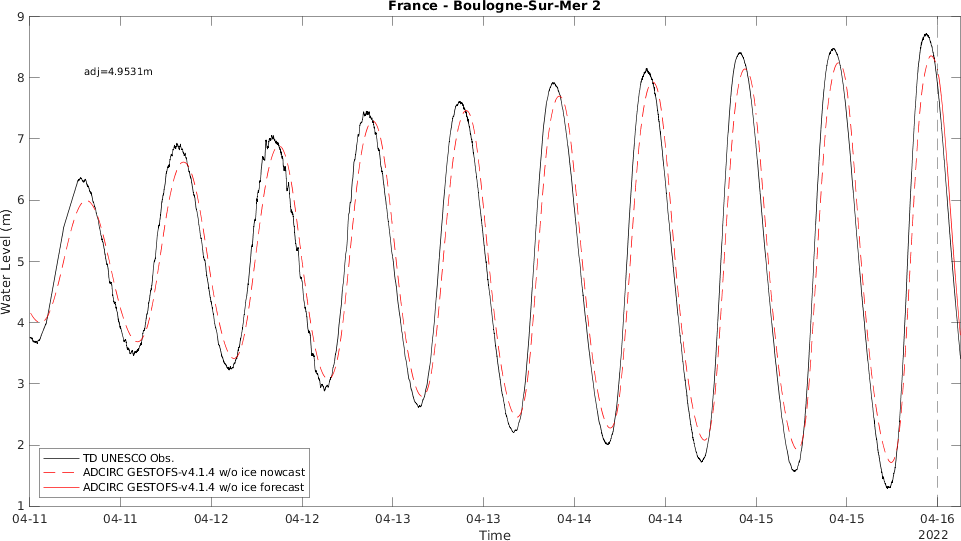 France - Boulogne-Sur-Mer 2
adj=4.9531m
9
8
7
6
5
4
3
2
1
Water Level (m)
TD UNESCO Obs.
ADCIRC GESTOFS-v4.1.4 w/o ice nowcast
ADCIRC GESTOFS-v4.1.4 w/o ice forecast
04-11 04-11 04-12 04-12 04-13 04-13 04-14 04-14 04-15 04-15 04-16
2022
Time